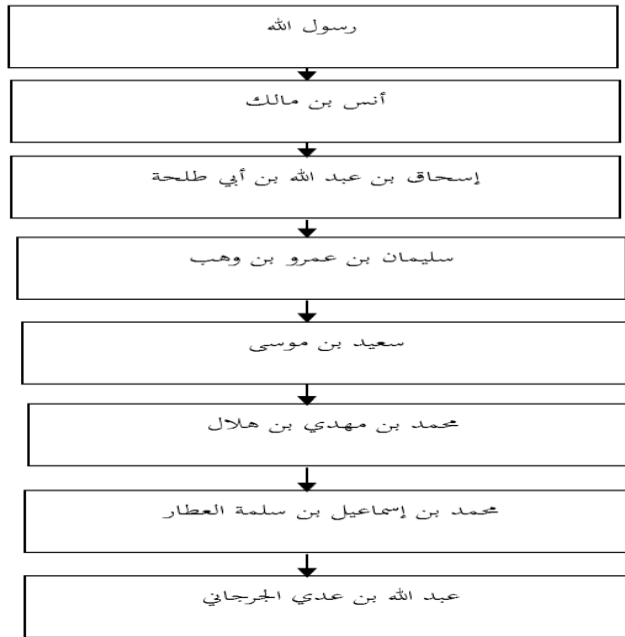 رسول الله
أنس بن مالك
إسحاق بن عبد الله بن أبي طلحة
سليمان بن عمرو بن وهب
سعيد بن موسى
محمد بن مهدي بن هلال
محمد بن إسماعيل بن سلمة العطار
عبد الله بن عدي الجرجاني